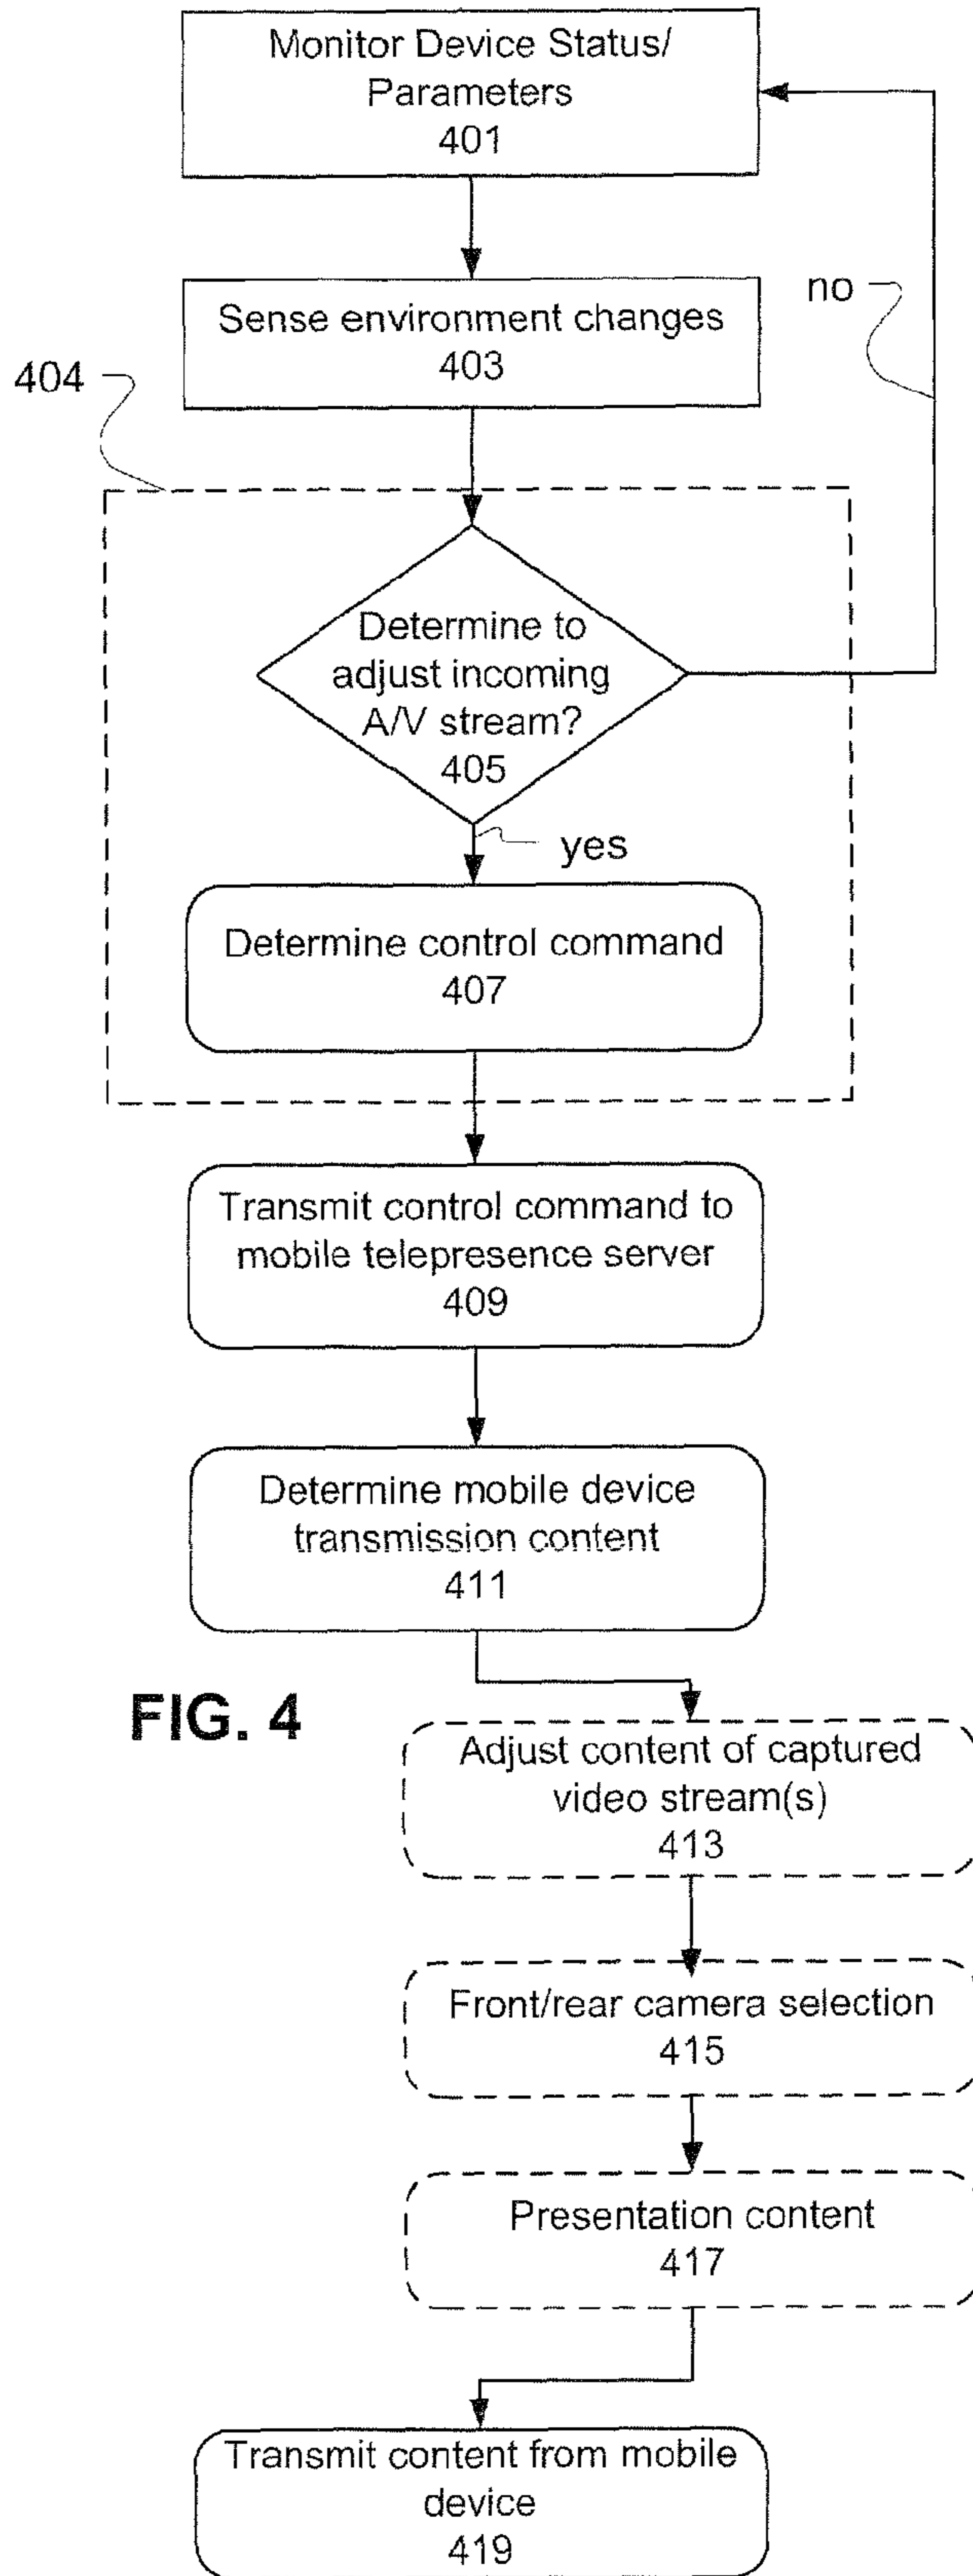 Monitor Device Status/
Parameters
401
Sense environment changes
403
no
404
Determine to
adjust incoming
A/V stream?
405
yes
Determine control command
407
Transmit control command to
mobile telepresence server
409
Determine mobile device
transmission content
411
FIG. 4
Adjust content of captured
video stream(s)
413
Front/rear camera selection
415
Presentation content
417
Transmit content from mobile
device
419